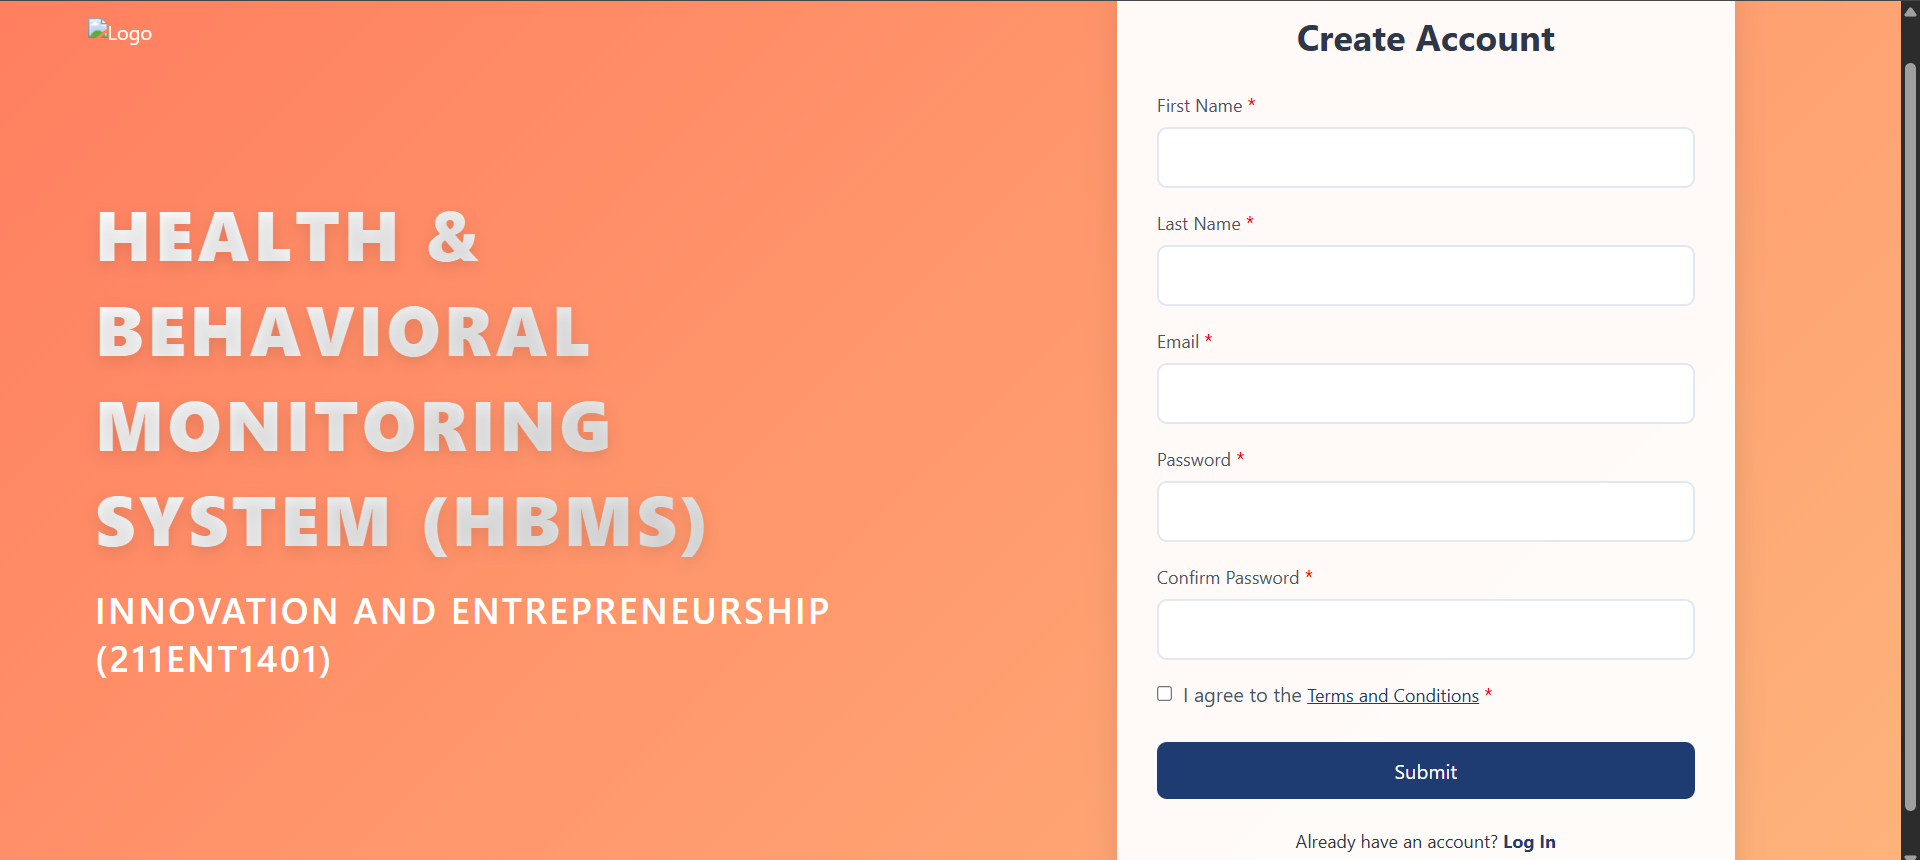 Logo
HEALTH &
BEHAVIORAL
MONITORING
SYSTEM (HBMS)
INNOVATION AND ENTREPRENEURSHIP
(211ENT1401)
Create Account
First Name *
Last Name *
Email *
Password *
Confirm Password *
I agree to the Terms and Conditions *
Submit
Already have an account? Log In